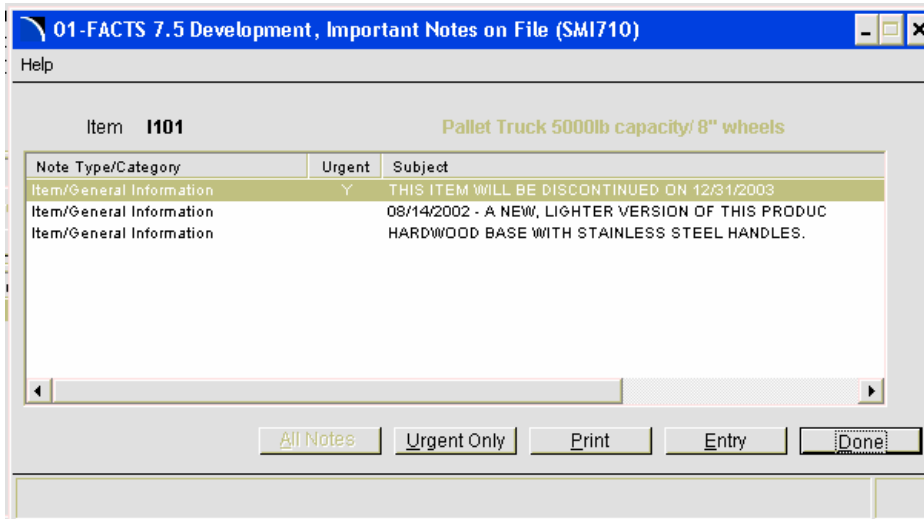 01-FACTS 7.5 Development, Important Notes on File (SMI710)
Help
Item I101 Pallet Truck 5000lb capacity/ 8" wheels
Note Type/Category Urgent Subject
Item/General Information Y THIS ITEM WILL BE DISCONTINUED ON 12/31/2003
Item/General Information 08/14/2002 - A NEW, LIGHTER VERSION OF THIS PRODUC
Item/General Information HARDWOOD BASE WITH STAINLESS STEEL HANDLES.
All Notes Urgent Only Print Entry Done